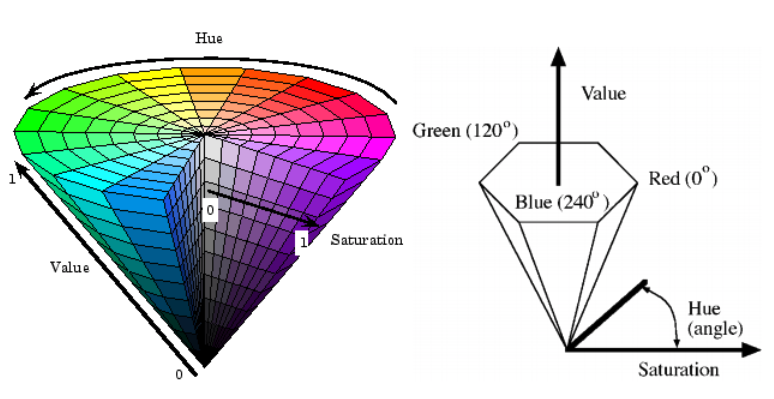 Hue
1
0
1
Saturation
Value
0
Value
Green (120°)
Red (0°)
Blue (240°)
Hue
(angle)
Saturation